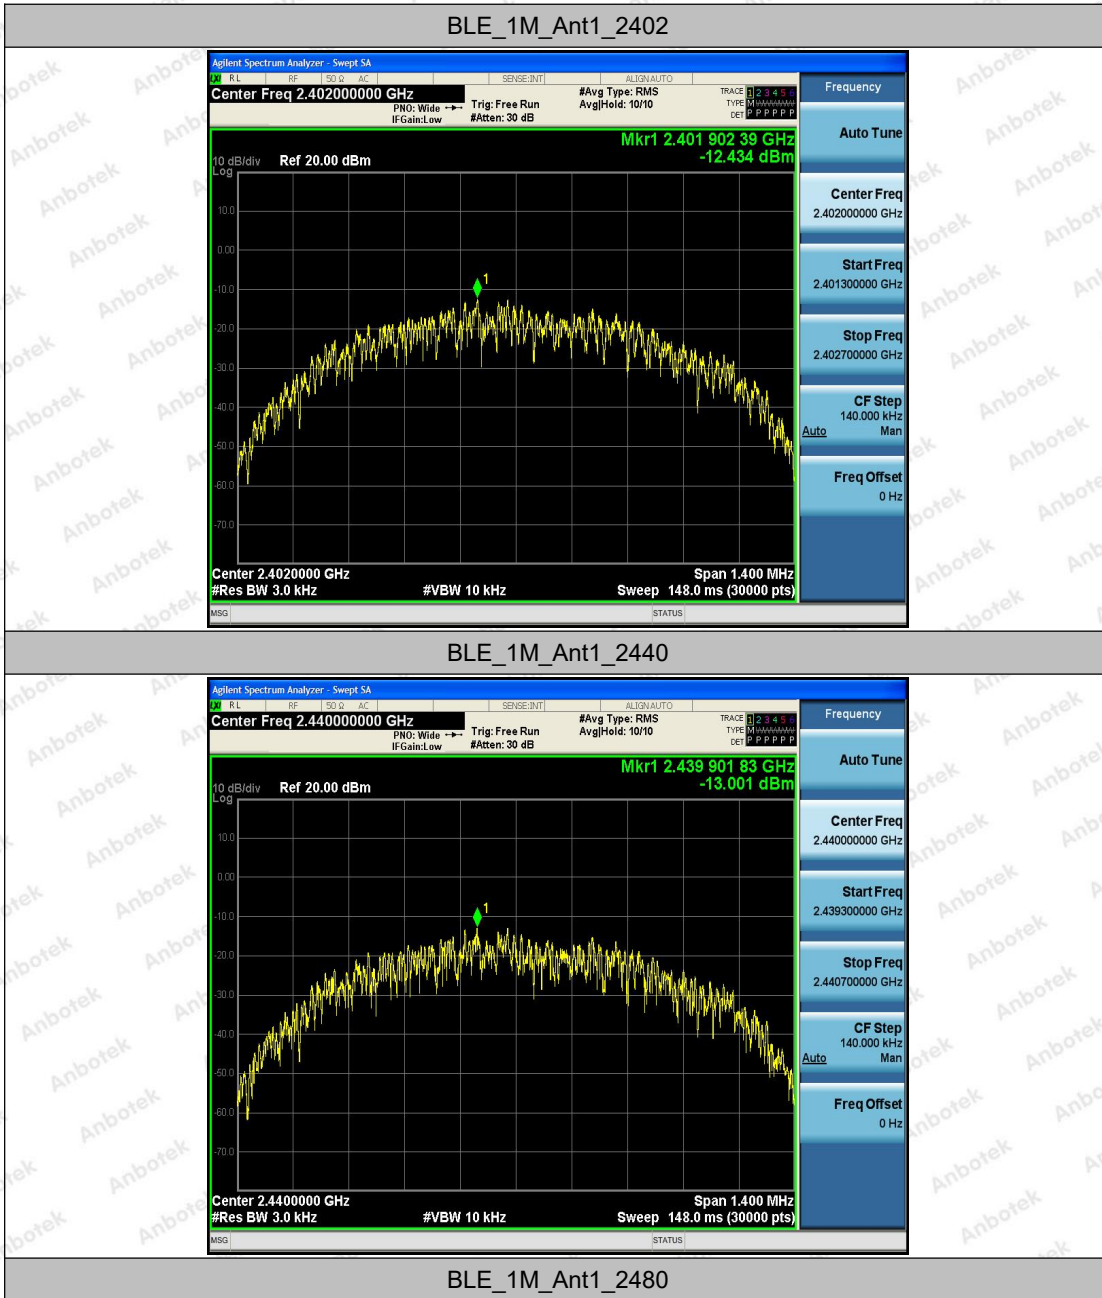 BLE_1M_Ant1_2402
Agilent Spectrum Analyzer - Swept SA
LXI RL RF 50 Ω AC SENSE:INT ALIGNAUTO
Center Freq 2.402000000 GHz
PNO: Wide
IFGain:Low
Trig: Free Run
#Atten: 30 dB
#Avg Type: RMS
Avg|Hold: 10/10
TRACE 1 2 3 4 5 6
TYPE M
DET P P P P P P
Mkr1 2.401 902 39 GHz
-12.434 dBm
10 dB/div Ref 20.00 dBm
Log
10.0
0.00
-10.0
-20.0
-30.0
-40.0
-50.0
-60.0
-70.0
1
Center 2.4020000 GHz Span 1.400 MHz
#Res BW 3.0 kHz #VBW 10 kHz Sweep 148.0 ms (30000 pts)
MSG STATUS
Frequency
Auto Tune
Center Freq
2.402000000 GHz
Start Freq
2.401300000 GHz
Stop Freq
2.402700000 GHz
CF Step
140.000 kHz
Auto Man
Freq Offset
0 Hz
BLE_1M_Ant1_2440
Agilent Spectrum Analyzer - Swept SA
LXI RL RF 50 Ω AC SENSE:INT ALIGNAUTO
Center Freq 2.440000000 GHz
PNO: Wide
IFGain:Low
Trig: Free Run
#Atten: 30 dB
#Avg Type: RMS
Avg|Hold: 10/10
TRACE 1 2 3 4 5 6
TYPE M
DET P P P P P P
Mkr1 2.439 901 83 GHz
-13.001 dBm
10 dB/div Ref 20.00 dBm
Log
10.0
0.00
-10.0
-20.0
-30.0
-40.0
-50.0
-60.0
-70.0
1
Center 2.4400000 GHz Span 1.400 MHz
#Res BW 3.0 kHz #VBW 10 kHz Sweep 148.0 ms (30000 pts)
MSG STATUS
Frequency
Auto Tune
Center Freq
2.440000000 GHz
Start Freq
2.439300000 GHz
Stop Freq
2.440700000 GHz
CF Step
140.000 kHz
Auto Man
Freq Offset
0 Hz
BLE_1M_Ant1_2480